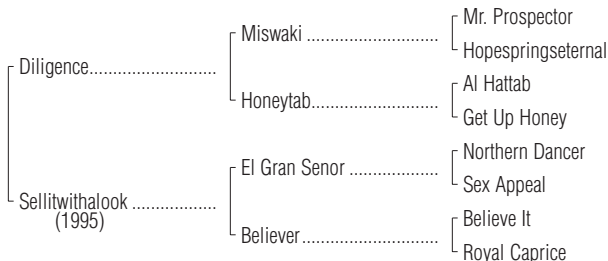 Mr. Prospector
Miswaki ........................
Hopespringseternal
Diligence.......................
Al Hattab
Honeytab.......................
Get Up Honey
Northern Dancer
El Gran Senor ................
Sex Appeal
Sellitwithalook ...............
(1995)
Believe It
Believer.........................
Royal Caprice